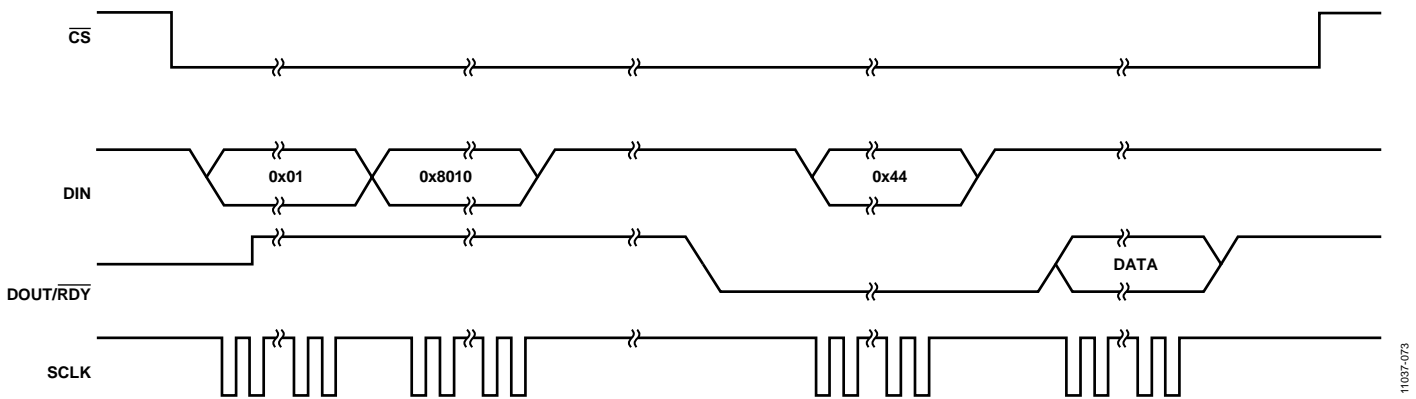 CS
DIN
0x01
0x8010
0x44
DOUT/RDY
DATA
SCLK
11037-073